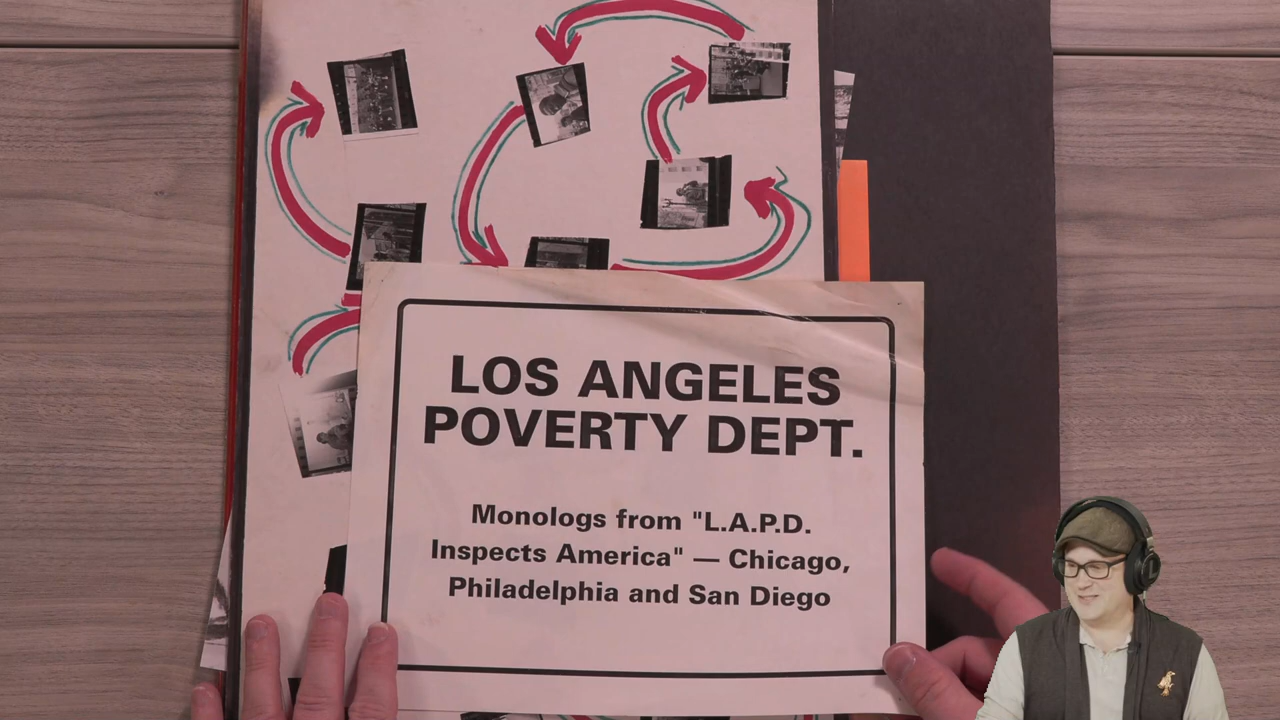 LOS ANGELES
POVERTY DEPT.
Monologs from "L.A.P.D.
Inspects America" — Chicago,
Philadelphia and San Diego